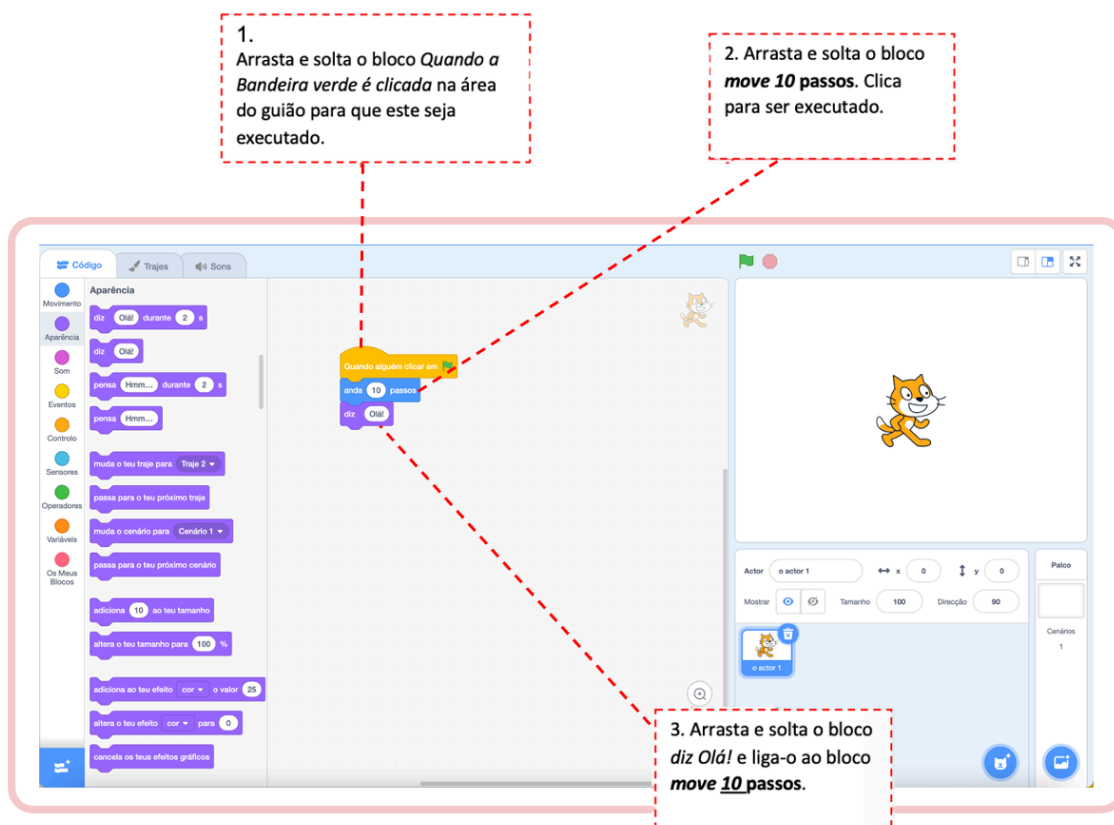 1.
Arrasta e solta o bloco Quando a
Bandeira verde é clicada na área
do guião para que este seja
executado.
2. Arrasta e solta o bloco
move 10 passos. Clica
para ser executado.
Código
Trajes
Sons
Movimento
Aparência
Som
Eventos
Controlo
Sensores
Operadores
Variáveis
Os Meus
Blocos
Aparência
diz Olá! durante 2 s
diz Olá!
pensa Hmm... durante 2 s
pensa Hmm...
muda o teu traje para Traje 2
passa para o teu próximo traje
muda o cenário para Cenário 1
passa para o teu próximo cenário
adiciona 10 ao teu tamanho
altera o teu tamanho para 100 %
adiciona ao teu efeito cor o valor 25
altera o teu efeito cor para 0
cancela os teus efeitos gráficos
Quando alguém clicar em
anda 10 passos
diz Olá!
Actor o actor 1 x 0 y 0
Mostrar Tamanho 100 Direcção 90
o actor 1
Palco
Cenários
1
3. Arrasta e solta o bloco
diz Olá! e liga-o ao bloco
move 10 passos.